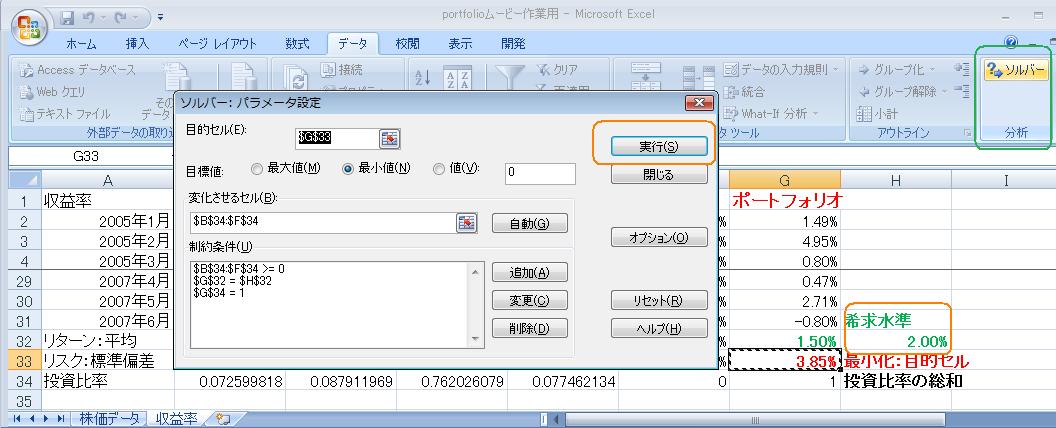 portfolioムービー作業用 - Microsoft Excel
ホーム 挿入 ページ レイアウト 数式 データ 校閲 表示 開発
Access データベース
Web クエリ
テキスト ファイル
その
データ
外部データの取り込
接続
クリア
データの入力規則
統合
What-If 分析
タ ツール
グループ化
グループ解除
小計
アウトライン
ソルバー
分析
G33
ソルバー: パラメータ設定
目的セル(E): $G$33
実行(S)
目標値: 最大値(M) 最小値(N) 値(V): 0
閉じる
変化させるセル(B):
$B$34:$F$34 自動(G)
オプション(O)
制約条件(U)
$B$34:$F$34 >= 0
$G$32 = $H$32
$G$34 = 1
追加(A)
変更(C)
削除(D)
リセット(R)
ヘルプ(H)
A G H I
1 収益率 ポートフォリオ
2 2005年1月 % 1.49%
3 2005年2月 % 4.95%
4 2005年3月 % 0.80%
29 2007年4月 % 0.47%
30 2007年5月 % 2.71%
31 2007年6月 % -0.80% 希求水準
32 リターン:平均 % 1.50% 2.00%
33 リスク:標準偏差 % 3.85% 最小化:目的セル
34 投資比率 0.072599818 0.087911969 0.762026079 0.077462134 0 1 投資比率の総和
35
株価データ 収益率